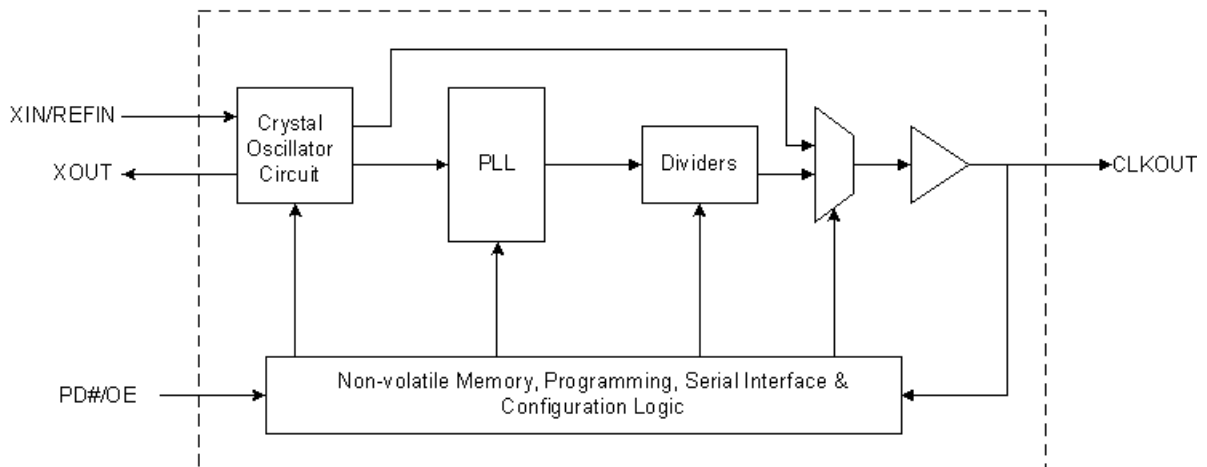 XIN/REFIN
XOUT
Crystal
Oscillator
Circuit
PLL
Dividers
CLKOUT
PD#/OE
Non-volatile Memory, Programming, Serial Interface &
Configuration Logic